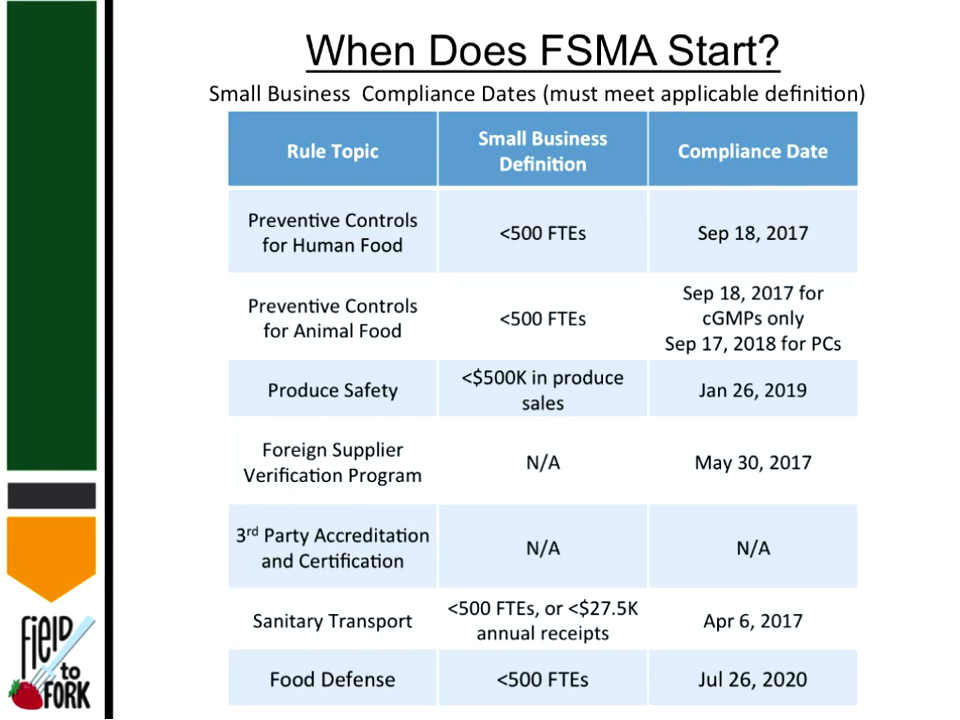 When Does FSMA Start?
Small Business  Compliance Dates (must meet applicable definition)
Rule Topic
Small Business
Definition
Compliance Date
Preventive Controls
for Human Food
<500 FTEs
Sep 18, 2017
Preventive Controls
for Animal Food
<500 FTEs
Sep 18, 2017 for
cGMPs only
Sep 17, 2018 for PCs
Produce Safety
<$500K in produce
sales
Jan 26, 2019
Foreign Supplier
Verification Program
N/A
May 30, 2017
3rd Party Accreditation
and Certification
N/A
N/A
Sanitary Transport
<500 FTEs, or <$27.5K
annual receipts
Apr 6, 2017
Food Defense
<500 FTEs
Jul 26, 2020
FielD
to
FORK